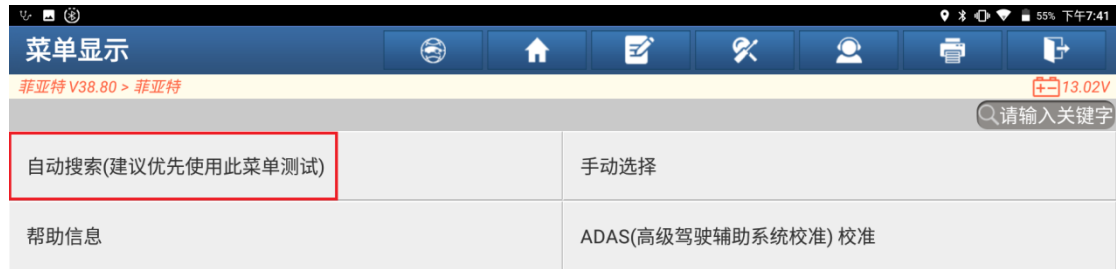 55% 下午7:41
菜单显示
菲亚特 V38.80 > 菲亚特
13.02V
请输入关键字
自动搜索(建议优先使用此菜单测试)
手动选择
帮助信息
ADAS(高级驾驶辅助系统校准) 校准